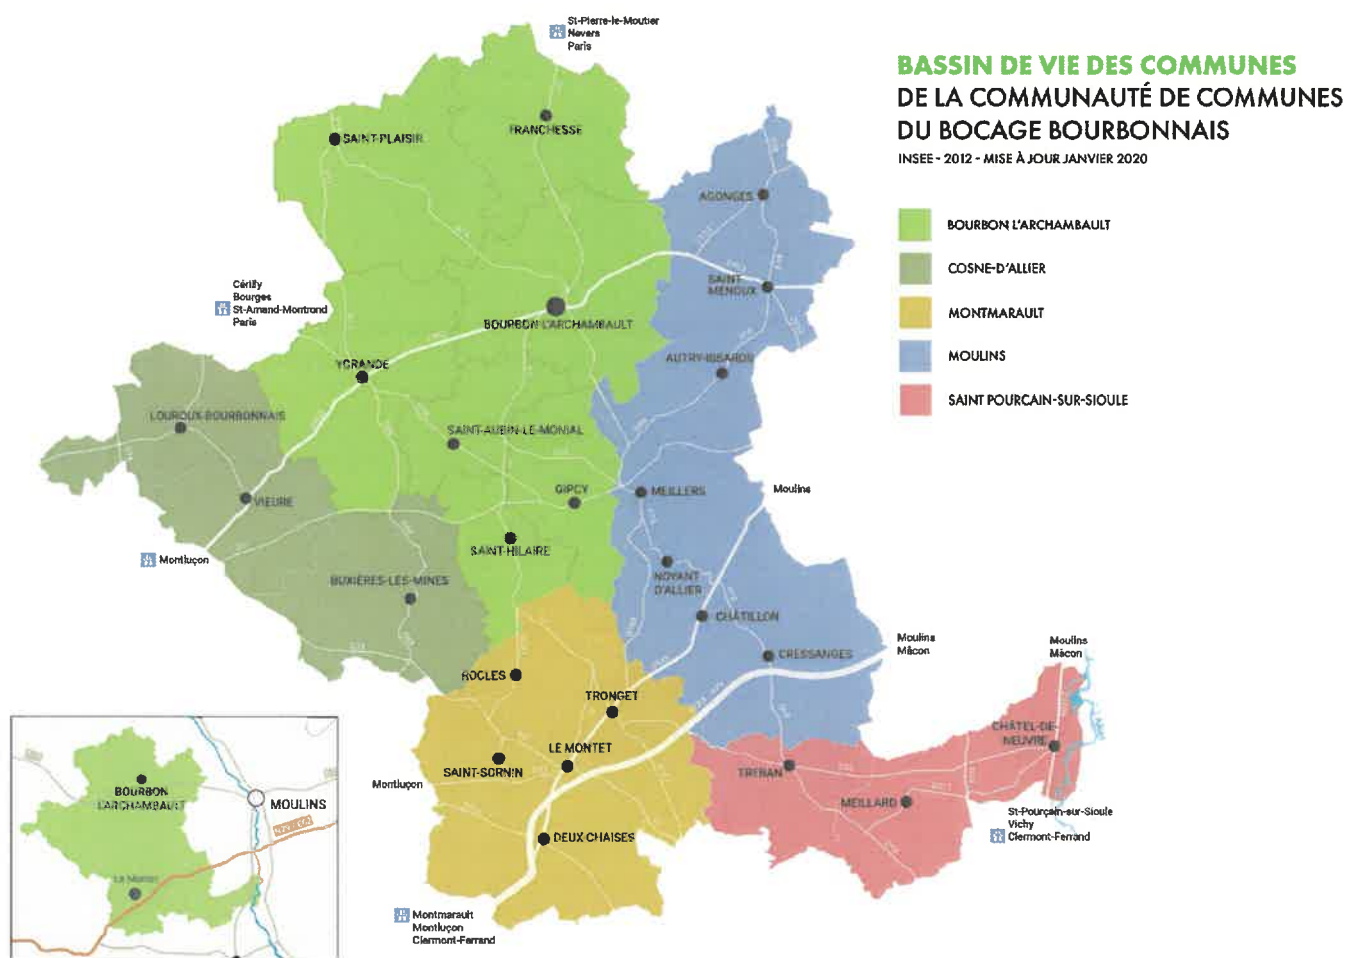 St-Pierre-le-Moutier
Nevers
Paris
BASSIN DE VIE DES COMMUNES
DE LA COMMUNAUTÉ DE COMMUNES
DU BOCAGE BOURBONNAIS
INSEE - 2012 - MISE À JOUR JANVIER 2020
BOURBON L'ARCHAMBAULT
COSNE-D'ALLIER
MONTMARAULT
MOULINS
SAINT POURCAIN-SUR-SIOULE
SAINT-PLAISIR
FRANCHESSE
AGONGES
SAINT-
MENOUX
Cérilly
Bourges
St-Amand-Montrond
Paris
BOURBON L'ARCHAMBAULT
YGRANDE
AUTRY-ISSARDS
LOUROUX-BOURBONNAIS
SAINT-AUBIN-LE-MONIAL
VIEURE
GIPCY
MEILLERS
Moulins
Montluçon
SAINT-HILAIRE
BUXIÈRES-LES-MINES
NOYANT
D'ALLIER
CHÂTILLON
CRESSANGES
Moulins
Mâcon
Moulins
Mâcon
ROCLES
TRONGET
CHÂTEL-DE-
NEUVRE
LE MONTET
SAINT-SORNIN
TREBAN
Montluçon
MEILLARD
St-Pourçain-sur-Sioule
Vichy
Clermont-Ferrand
DEUX-CHAISES
Montmarault
Montluçon
Clermont-Ferrand
BOURBON
L'ARCHAMBAULT
MOULINS
Le Montet